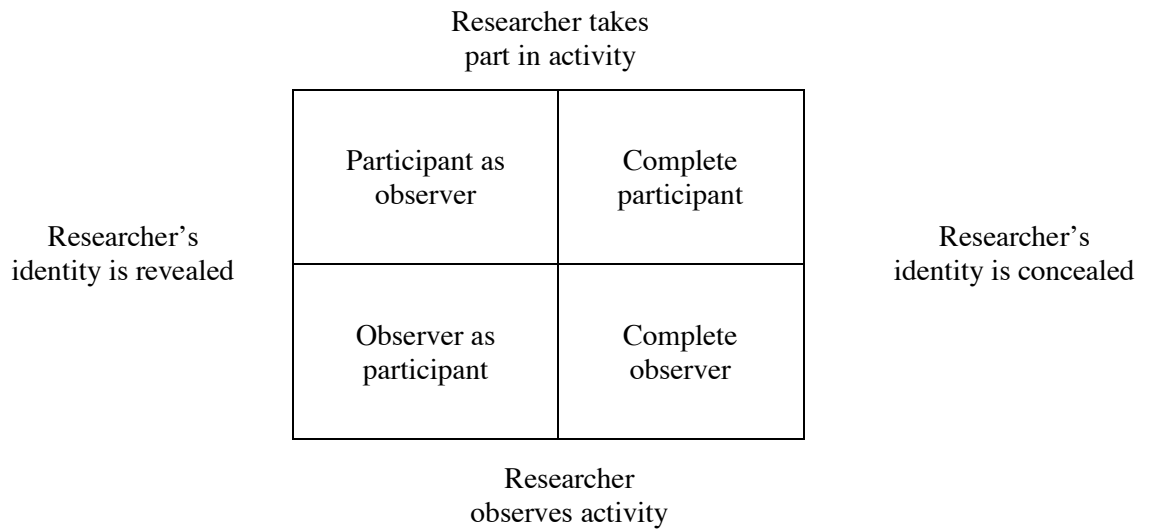 Researcher takes
part in activity
Participant as
observer
Complete
participant
Researcher’s
identity is revealed
Researcher’s
identity is concealed
Observer as
participant
Complete
observer
Researcher
observes activity